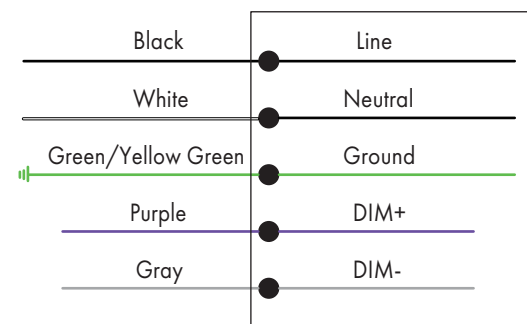 Black Line
White Neutral
Green/Yellow Green Ground
Purple DIM+
Gray DIM-